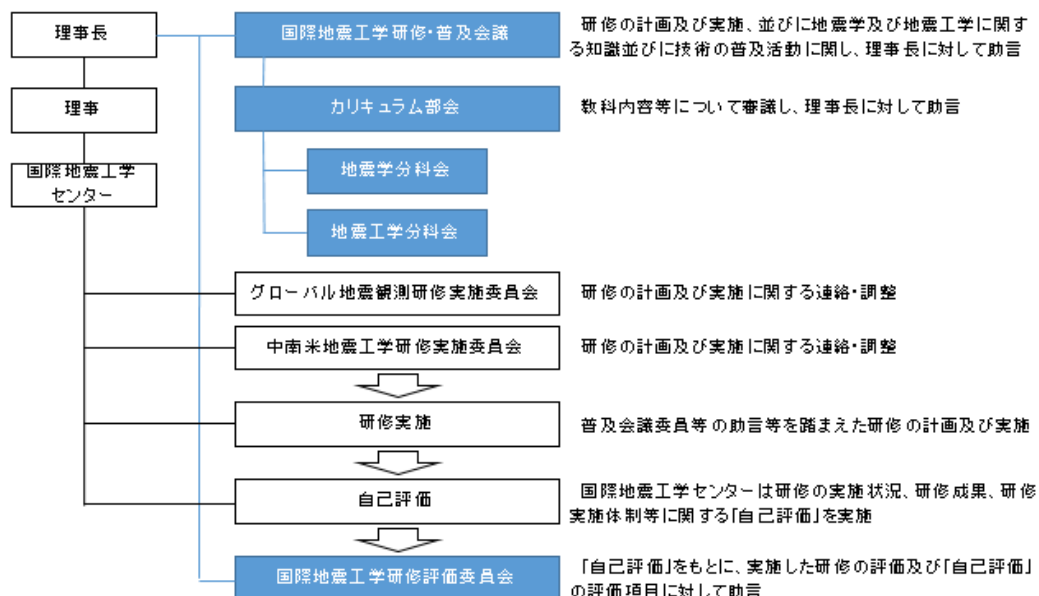 理事長
国際地震工学研修・普及会議
研修の計画及び実施、並びに地震学及び地震工学に関す
る知識並びに技術の普及活動に関し、理事長に対して助言
理事
カリキュラム部会
教科内容等について審議し、理事長に対して助言
国際地震工学
センター
地震学分科会
地震工学分科会
グローバル地震観測研修実施委員会
研修の計画及び実施に関する連絡・調整
中南米地震工学研修実施委員会
研修の計画及び実施に関する連絡・調整
研修実施
普及会議委員等の助言等を踏まえた研修の計画及び実施
自己評価
国際地震工学センターは研修の実施状況、研修成果、研修
実施体制等に関する「自己評価」を実施
国際地震工学研修評価委員会
「自己評価」をもとに、実施した研修の評価及び「自己評価」
の評価項目に対して助言